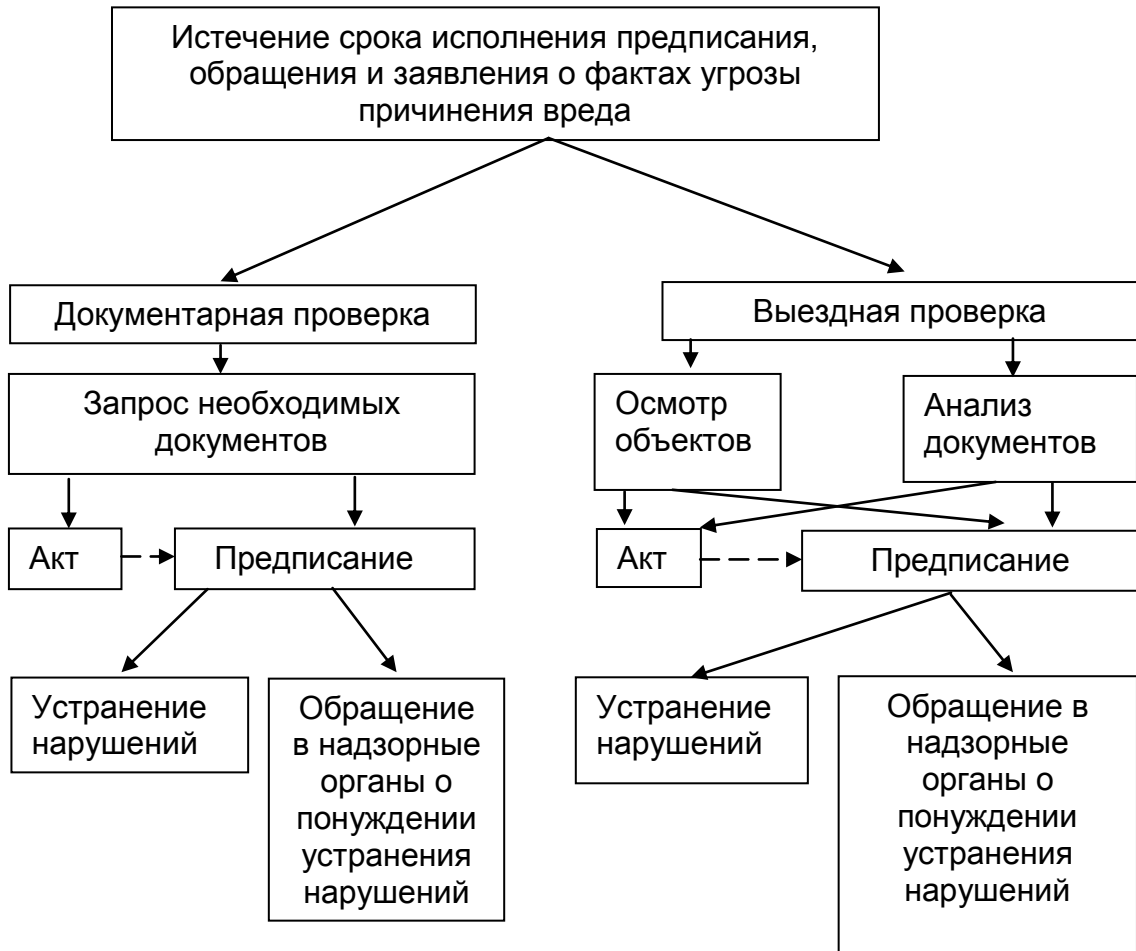 Истечение срока исполнения предписания,
обращения и заявления о фактах угрозы
причинения вреда
Документарная проверка
Выездная проверка
Запрос необходимых
документов
Осмотр
объектов
Анализ
документов
Акт
Предписание
Акт
Предписание
Устранение
нарушений
Обращение
в надзорные
органы о
понуждении
устранения
нарушений
Устранение
нарушений
Обращение в
надзорные
органы о
понуждении
устранения
нарушений